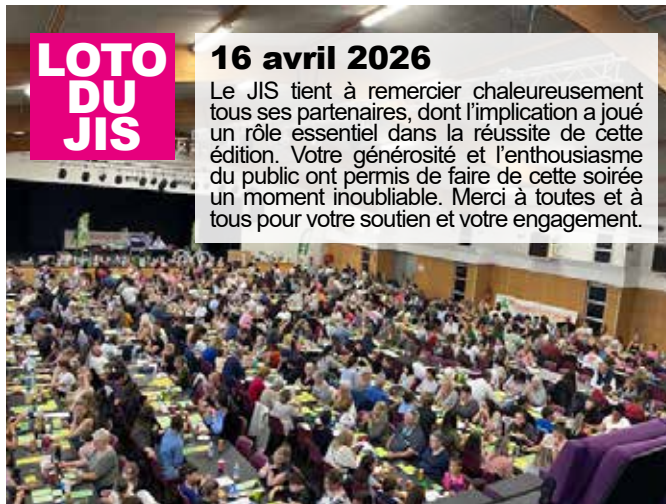 LOTO
DU
JIS
16 avril 2026
Le JIS tient à remercier chaleureusement
tous ses partenaires, dont l’implication a joué
un rôle essentiel dans la réussite de cette
édition. Votre générosité et l’enthousiasme
du public ont permis de faire de cette soirée
un moment inoubliable. Merci à toutes et à
tous pour votre soutien et votre engagement.